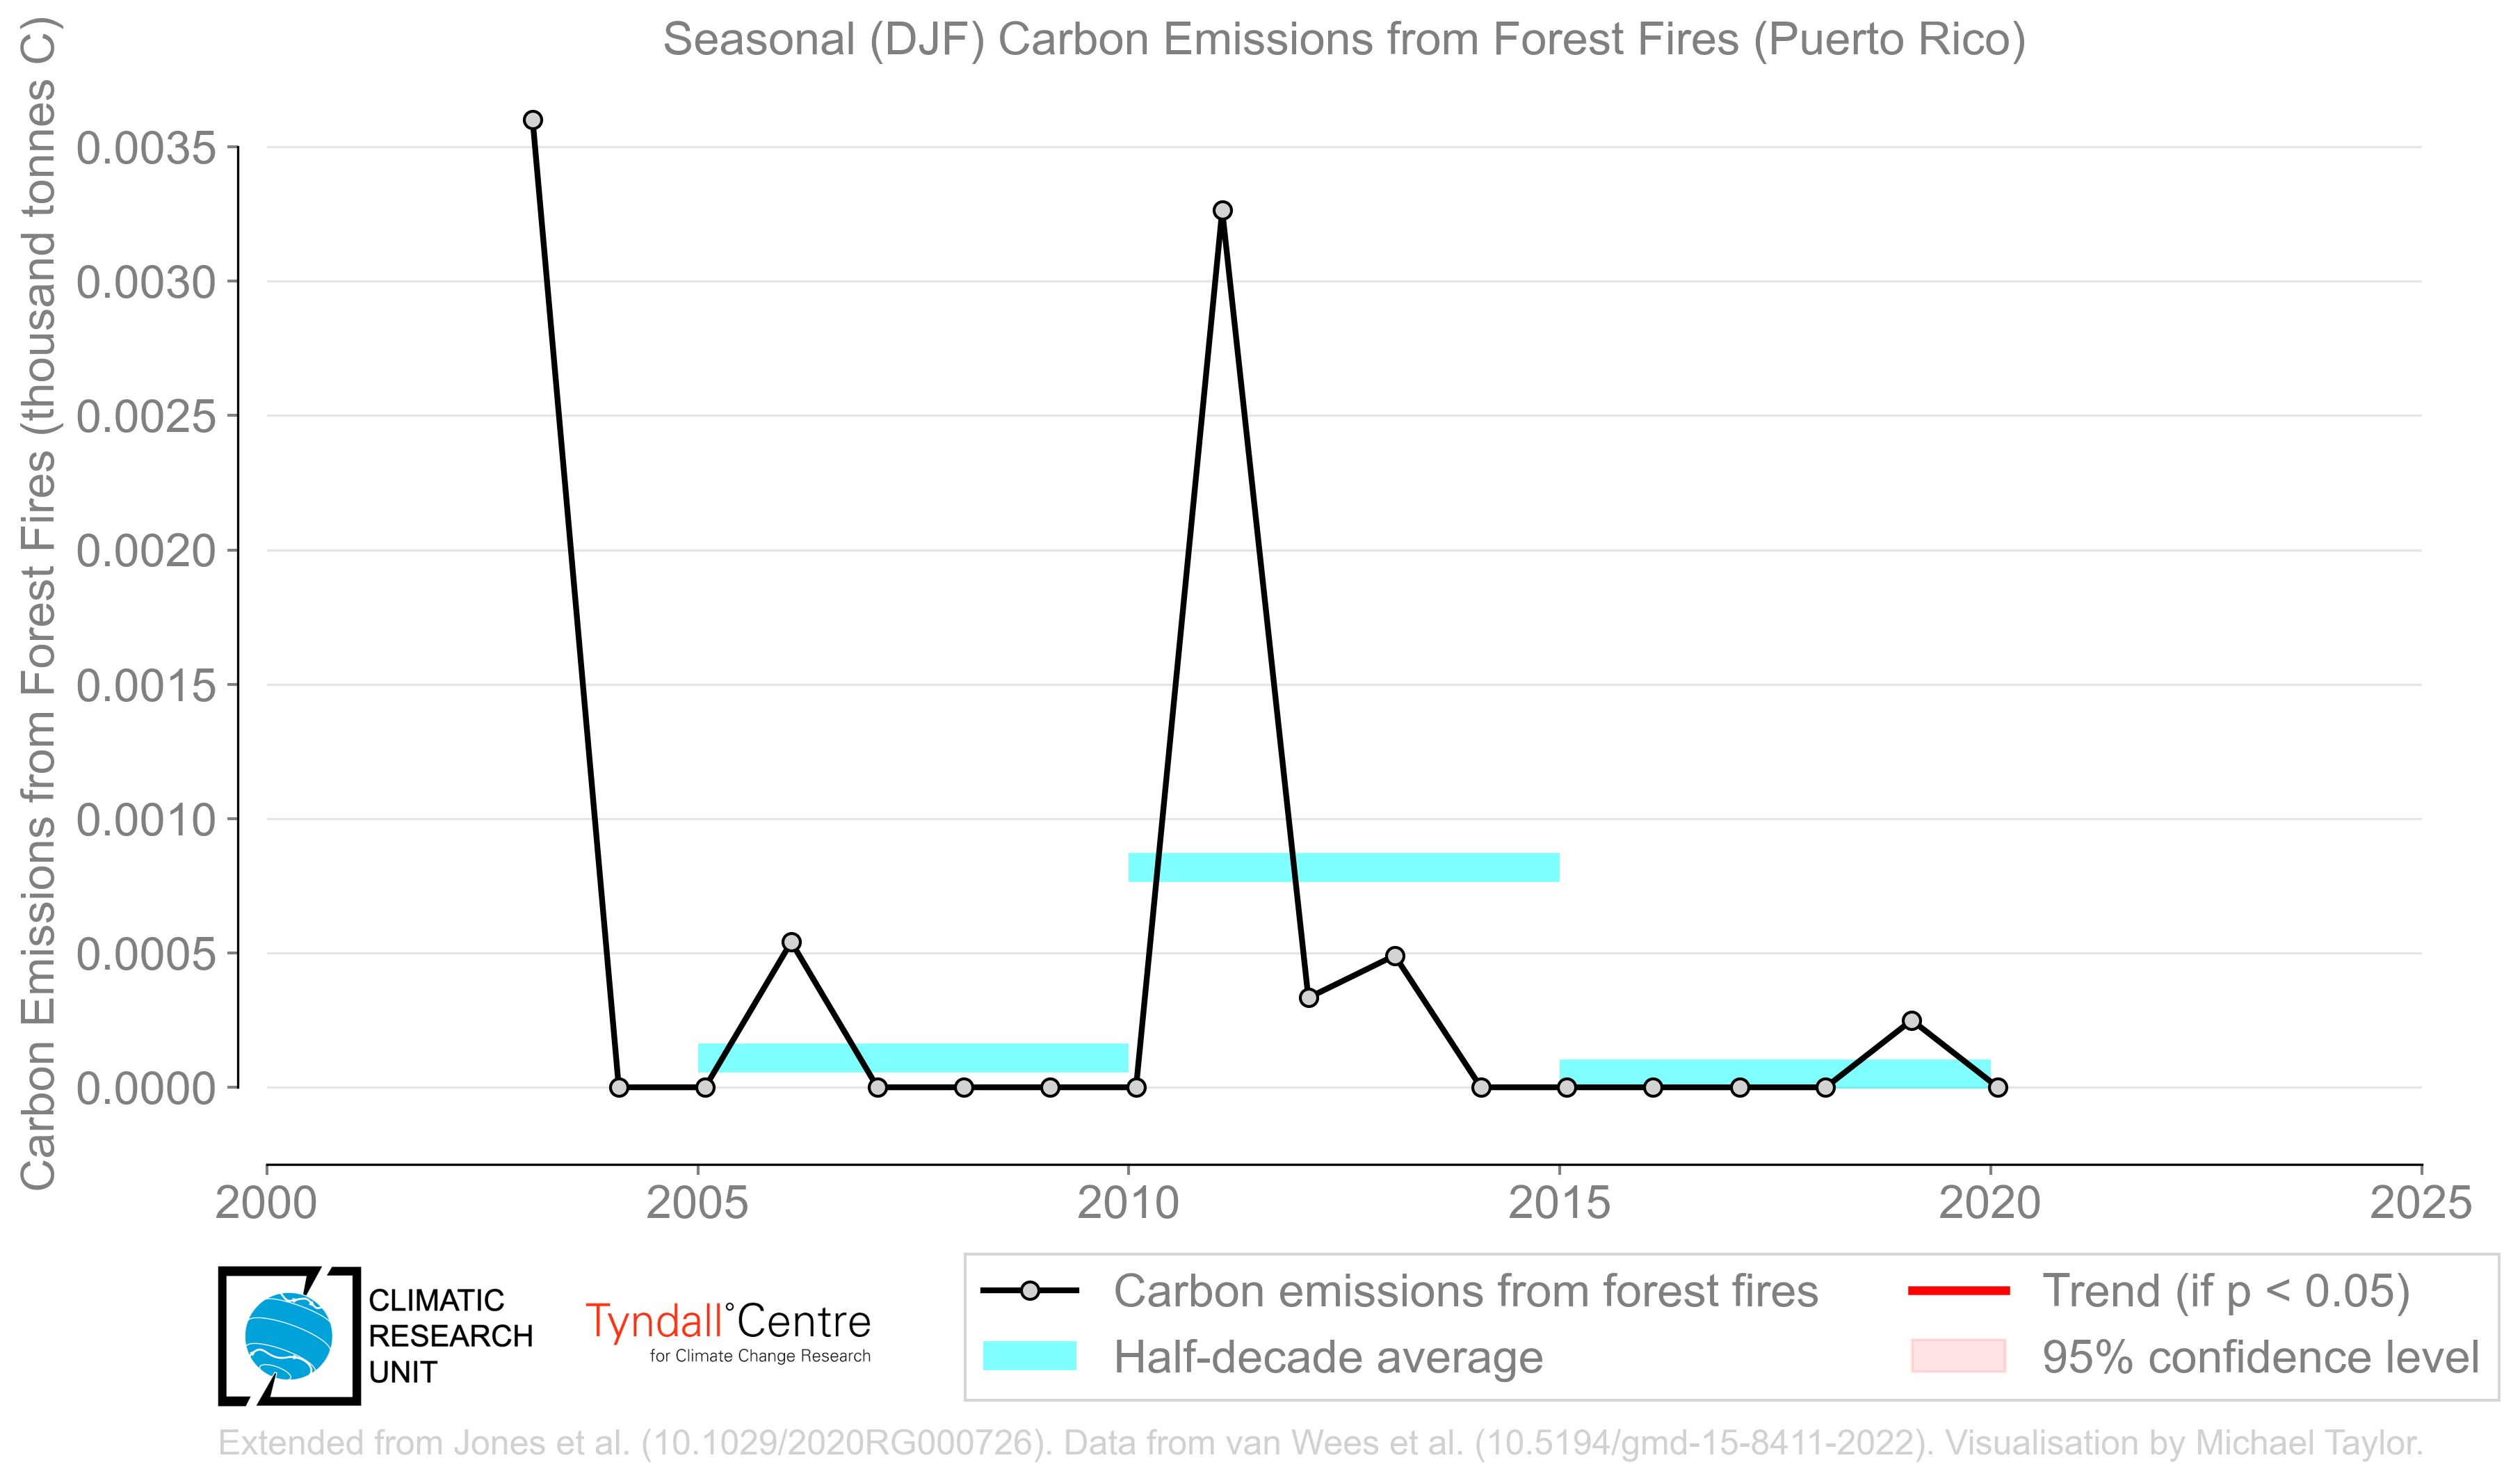 Seasonal (DJF) Carbon Emissions from Forest Fires (Puerto Rico)
Carbon Emissions from Forest Fires (thousand tonnes C)
0.0035
0.0030
0.0025
0.0020
0.0015
0.0010
0.0005
0.0000
2000 2005 2010 2015 2020 2025
CLIMATIC
RESEARCH
UNIT
Tyndall°Centre
for Climate Change Research
Carbon emissions from forest fires
Half-decade average
Trend (if p < 0.05)
95% confidence level
Extended from Jones et al. (10.1029/2020RG000726). Data from van Wees et al. (10.5194/gmd-15-8411-2022). Visualisation by Michael Taylor.